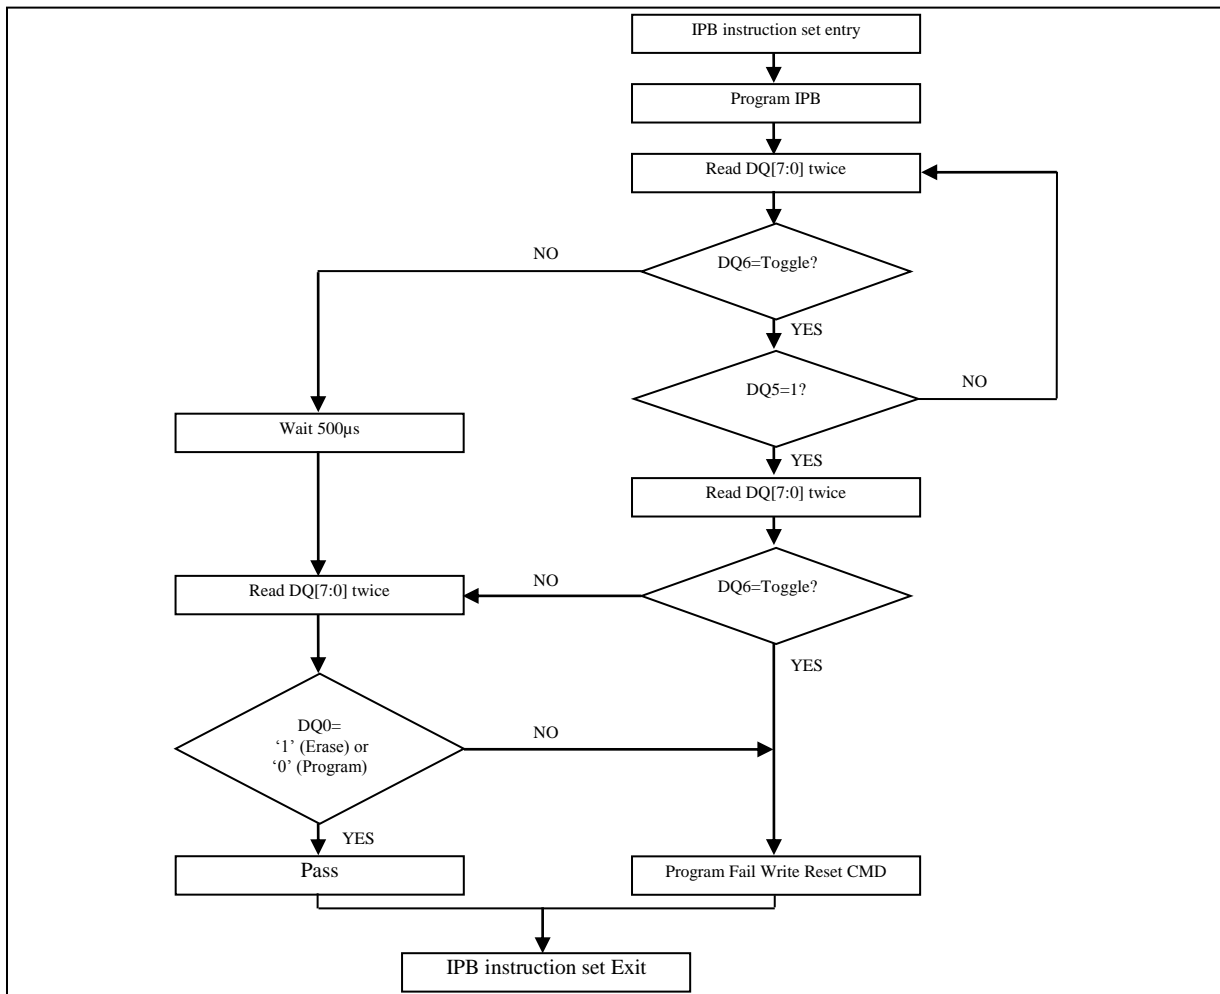 IPB instruction set entry
Program IPB
Read DQ[7:0] twice
NO
DQ6=Toggle?
YES
DQ5=1?
NO
Wait 500µs
YES
Read DQ[7:0] twice
Read DQ[7:0] twice
NO
DQ6=Toggle?
YES
DQ0=
‘1’ (Erase) or
‘0’ (Program)
NO
YES
Pass
Program Fail Write Reset CMD
IPB instruction set Exit